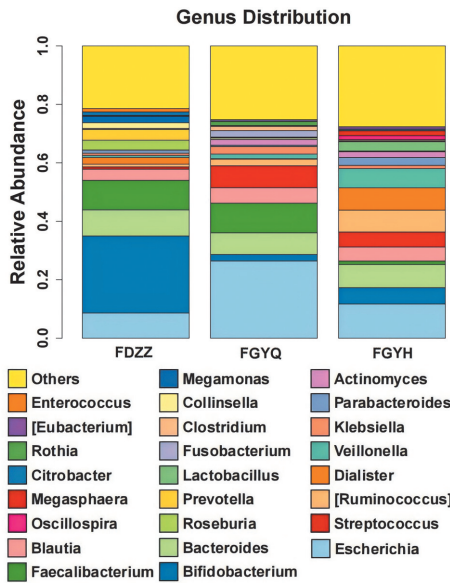 Genus Distribution
Relative Abundance
1.0
0.8
0.6
0.4
0.2
0.0
FDZZ FGYQ FGYH
Others Megamonas Actinomyces
Enterococcus Collinsella Parabacteroides
[Eubacterium] Clostridium Klebsiella
Rothia Fusobacterium Veillonella
Citrobacter Lactobacillus Dialister
Megasphaera Prevotella [Ruminococcus]
Oscillospira Roseburia Streptococcus
Blautia Bacteroides Escherichia
Faecalibacterium Bifidobacterium